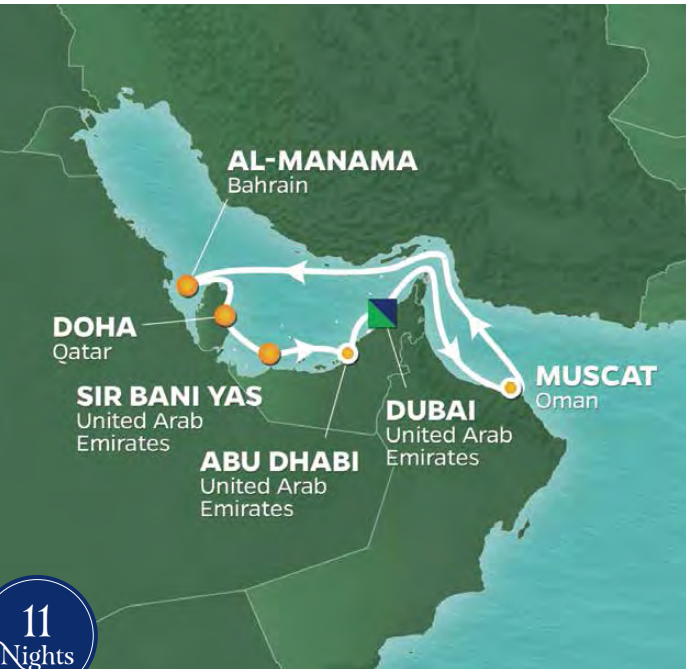 AL-MANAMA
Bahrain
DOHA
Qatar
SIR BANI YAS
United Arab
Emirates
ABU DHABI
United Arab
Emirates
DUBAI
United Arab
Emirates
MUSCAT
Oman
11
Nights